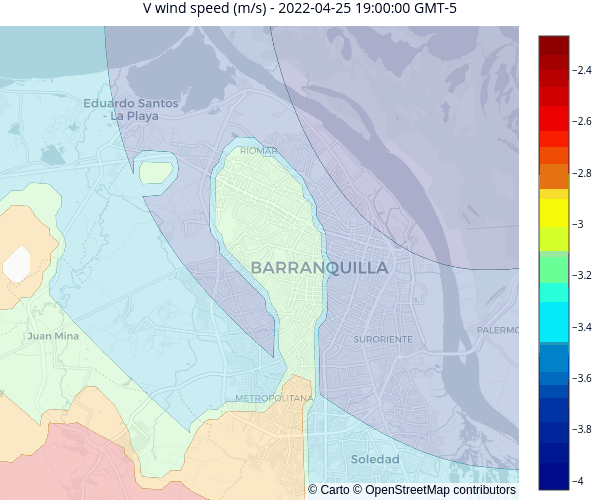 V wind speed (m/s) - 2022-04-25 19:00:00 GMT-5
Eduardo Santos
- La Playa
RIOMAR
BARRANQUILLA
Juan Mina
SURORIENTE
PALERMO
METROPOLITANA
Soledad
© Carto © OpenStreetMap contributors
−2.4
−2.6
−2.8
−3
−3.2
−3.4
−3.6
−3.8
−4